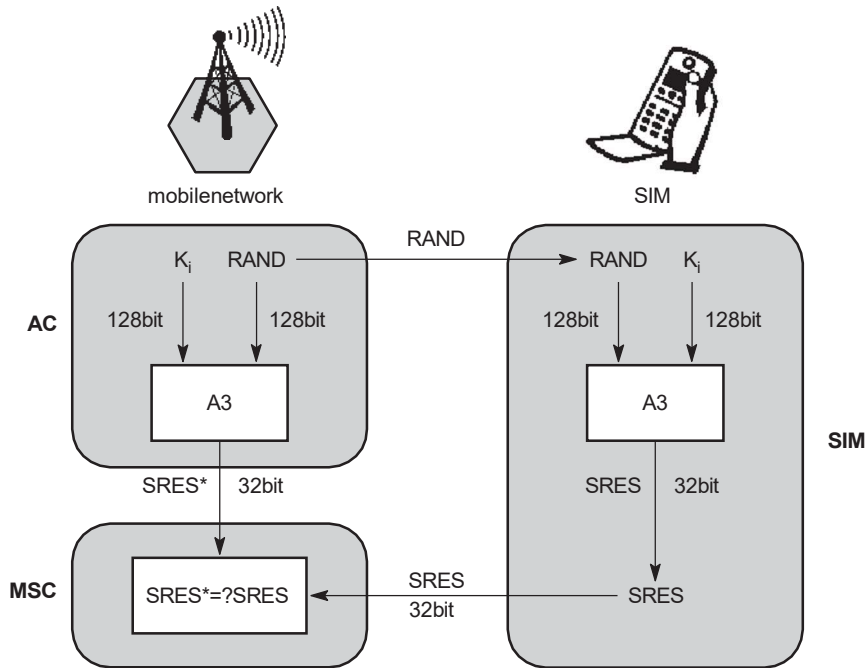 mobilenetwork
SIM
RAND
Ki RAND
RAND Ki
AC
128bit 128bit
128bit 128bit
A3
A3
SIM
SRES* 32bit
SRES 32bit
MSC
SRES*=?SRES
SRES
32bit
SRES